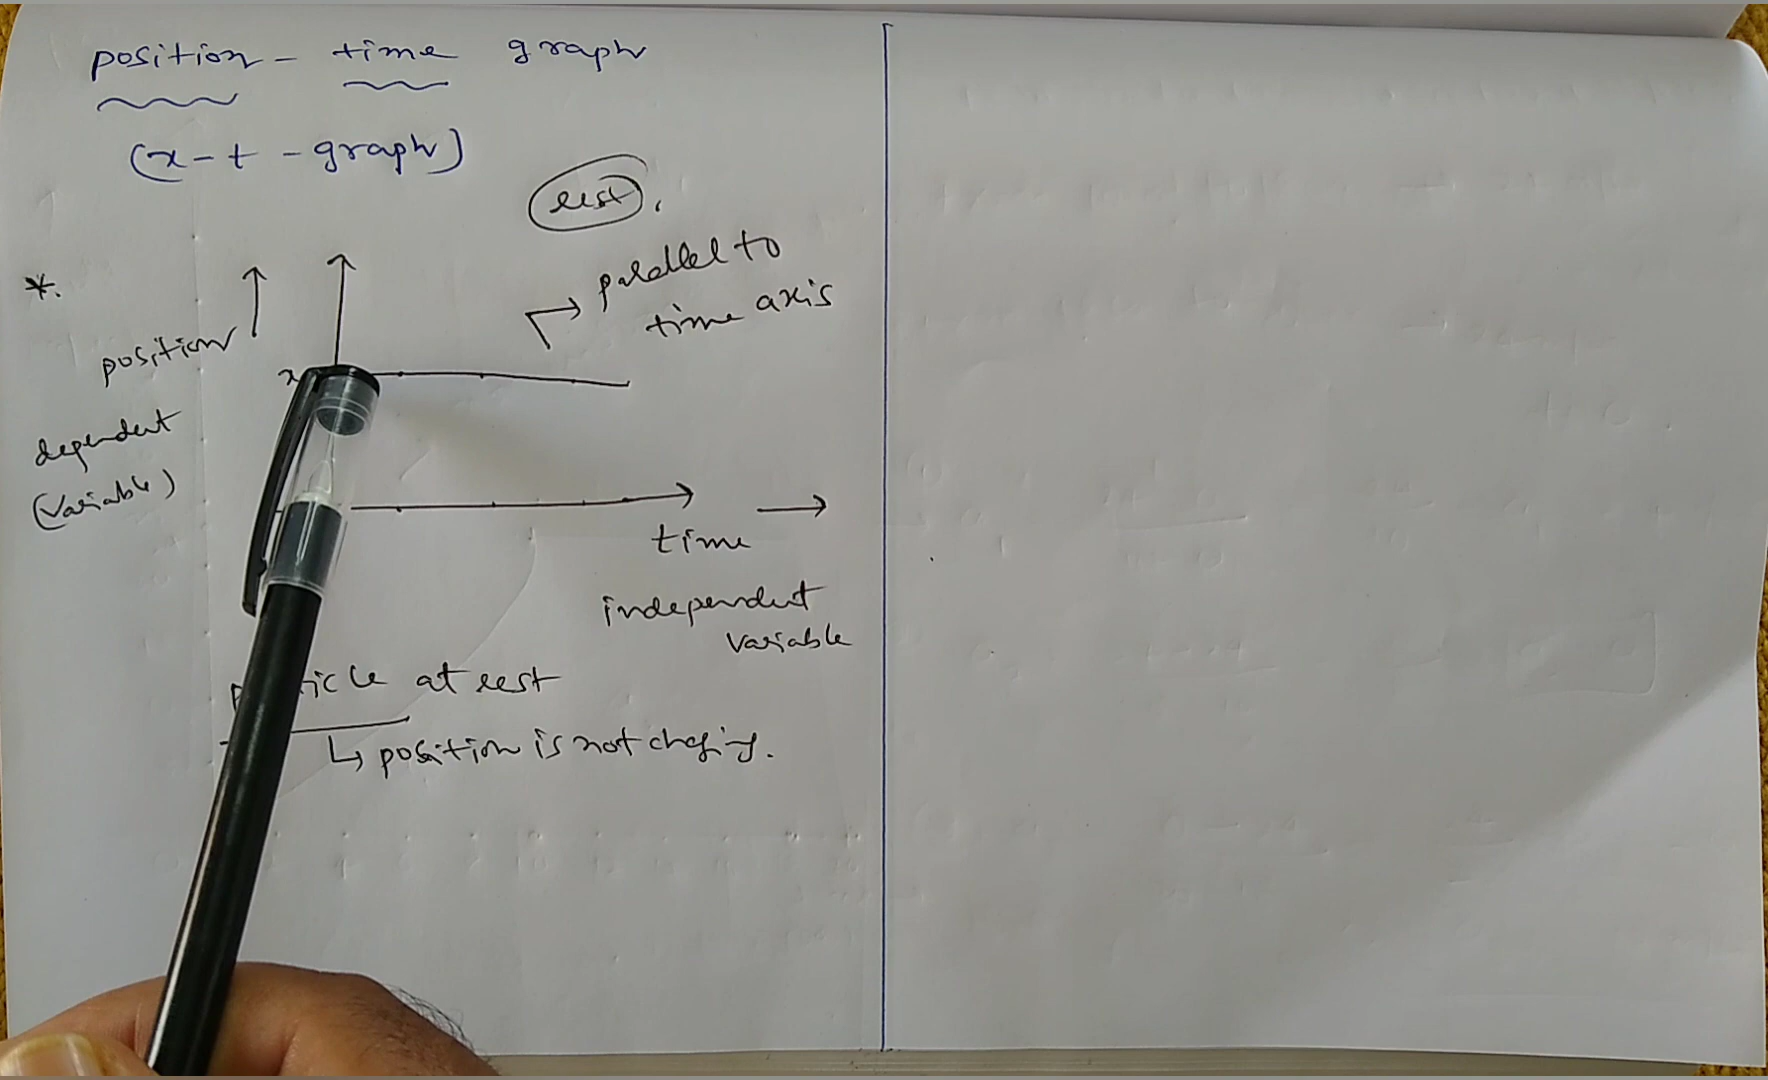 position - time graph
(x-t-graph)
rest.
parallel to
time axis
*.
position
x
dependent
(variable)
time
independent
variable
at rest
↳ position is not